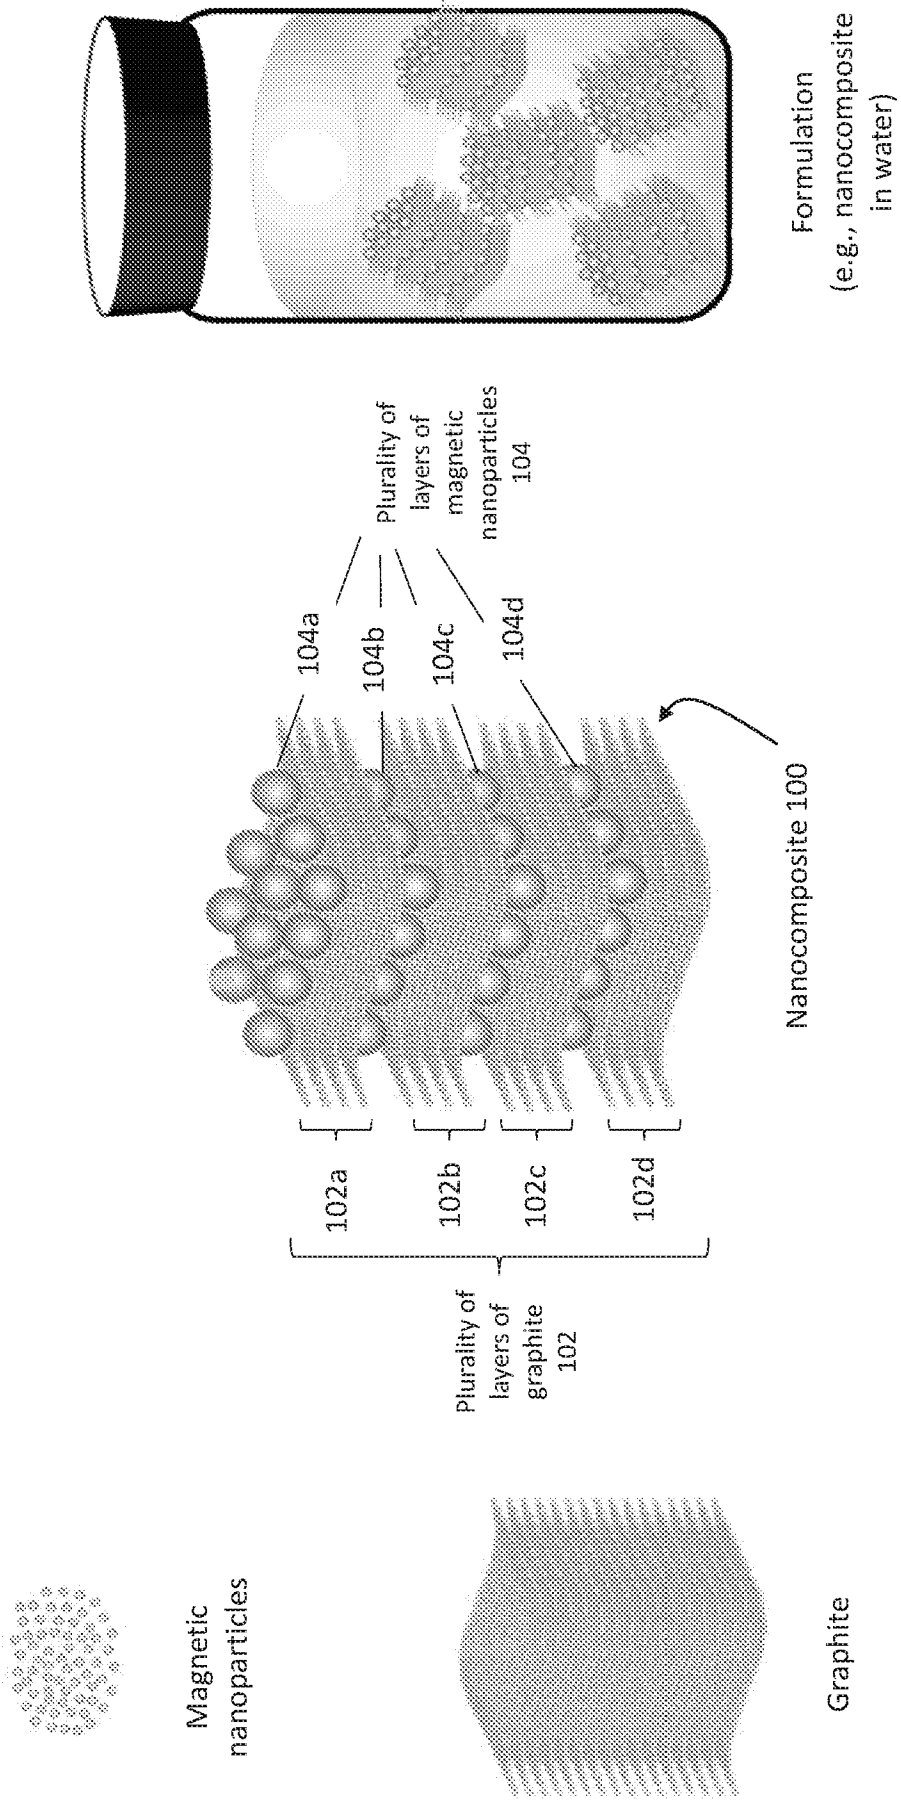 Magnetic
nanoparticles
Graphite
Plurality of
layers of
graphite
102
102a
102b
102c
102d
Nanocomposite 100
104a
104b
104c
104d
Plurality of
layers of
magnetic
nanoparticles
104
Formulation
(e.g., nanocomposite
in water)